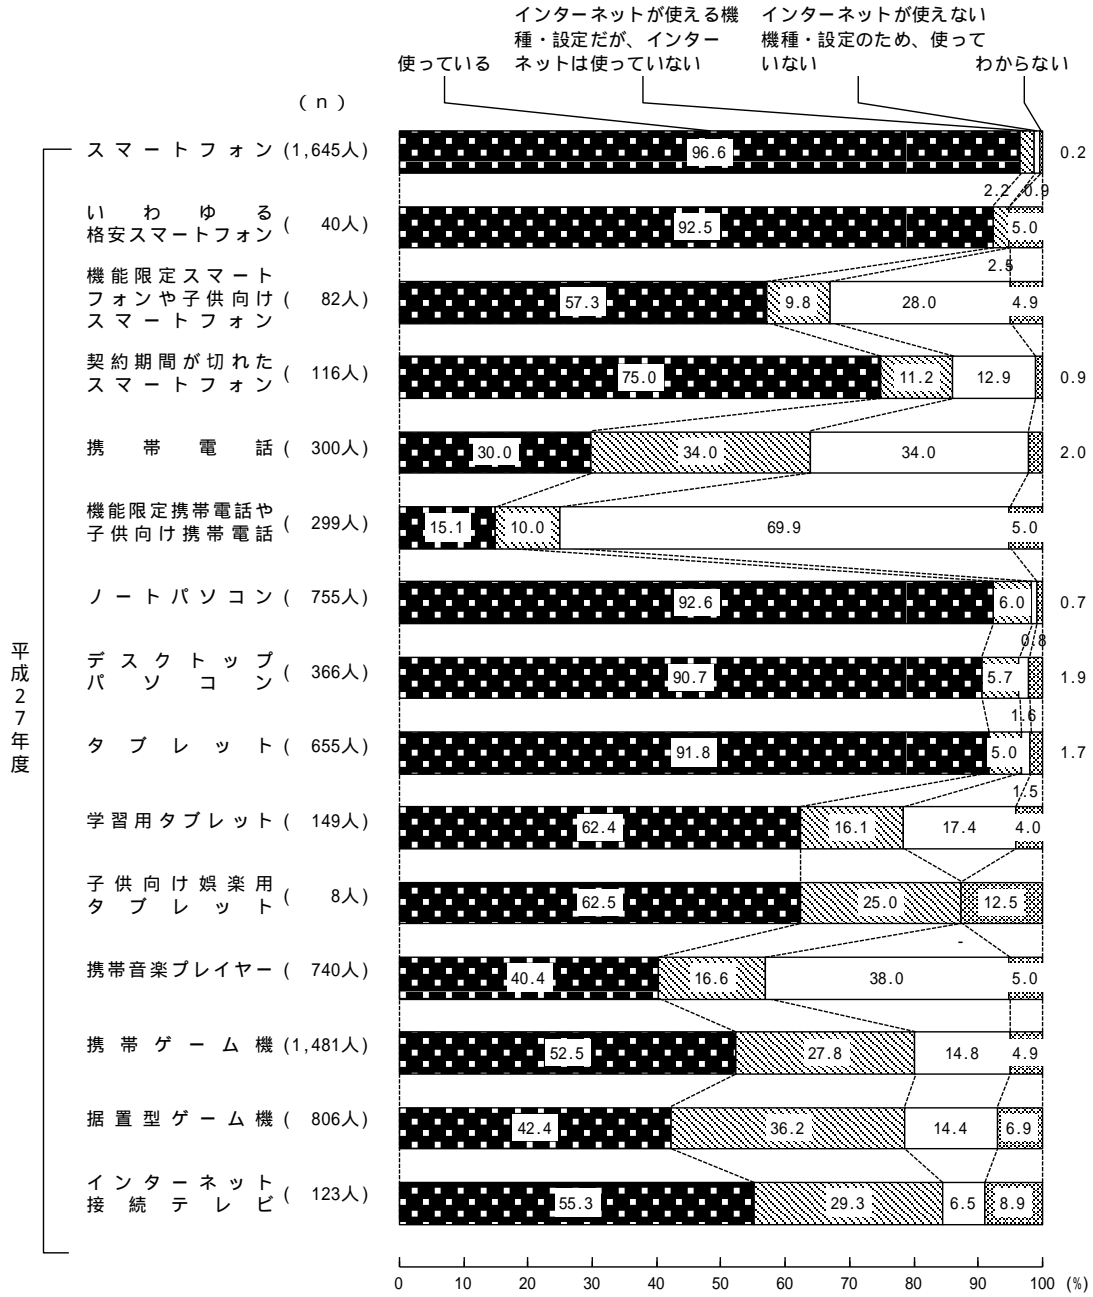 インターネットが使える機
種・設定だが、インター
ネットは使っていない
インターネットが使えない
機種・設定のため、使って
いない
使っている
わからない
(n)
平成27年度
スマートフォン (1,645人)
96.6
0.2
2.2
0.9
いわゆる
格安スマートフォン ( 40人)
92.5
5.0
2.5
機能限定スマート
フォンや子供向け
スマートフォン ( 82人)
57.3
9.8
28.0
4.9
契約期間が切れた
スマートフォン ( 116人)
75.0
11.2
12.9
0.9
携帯電話 ( 300人)
30.0
34.0
34.0
2.0
機能限定携帯電話や
子供向け携帯電話 ( 299人)
15.1
10.0
69.9
5.0
ノートパソコン ( 755人)
92.6
6.0
0.7
0.8
デスクトップ
パソコン ( 366人)
90.7
5.7
1.9
1.6
タブレット ( 655人)
91.8
5.0
1.7
1.5
学習用タブレット ( 149人)
62.4
16.1
17.4
4.0
子供向け娯楽用
タブレット ( 8人)
62.5
25.0
12.5
-
携帯音楽プレイヤー ( 740人)
40.4
16.6
38.0
5.0
携帯ゲーム機 (1,481人)
52.5
27.8
14.8
4.9
据置型ゲーム機 ( 806人)
42.4
36.2
14.4
6.9
インターネット
接続テレビ ( 123人)
55.3
29.3
6.5
8.9
0 10 20 30 40 50 60 70 80 90 100 (%)